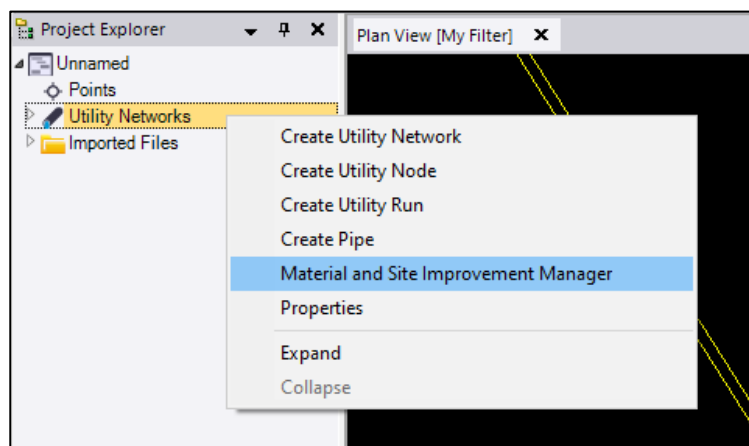 Project Explorer
Plan View [My Filter]
Unnamed
Points
Utility Networks
Imported Files
Create Utility Network
Create Utility Node
Create Utility Run
Create Pipe
Material and Site Improvement Manager
Properties
Expand
Collapse